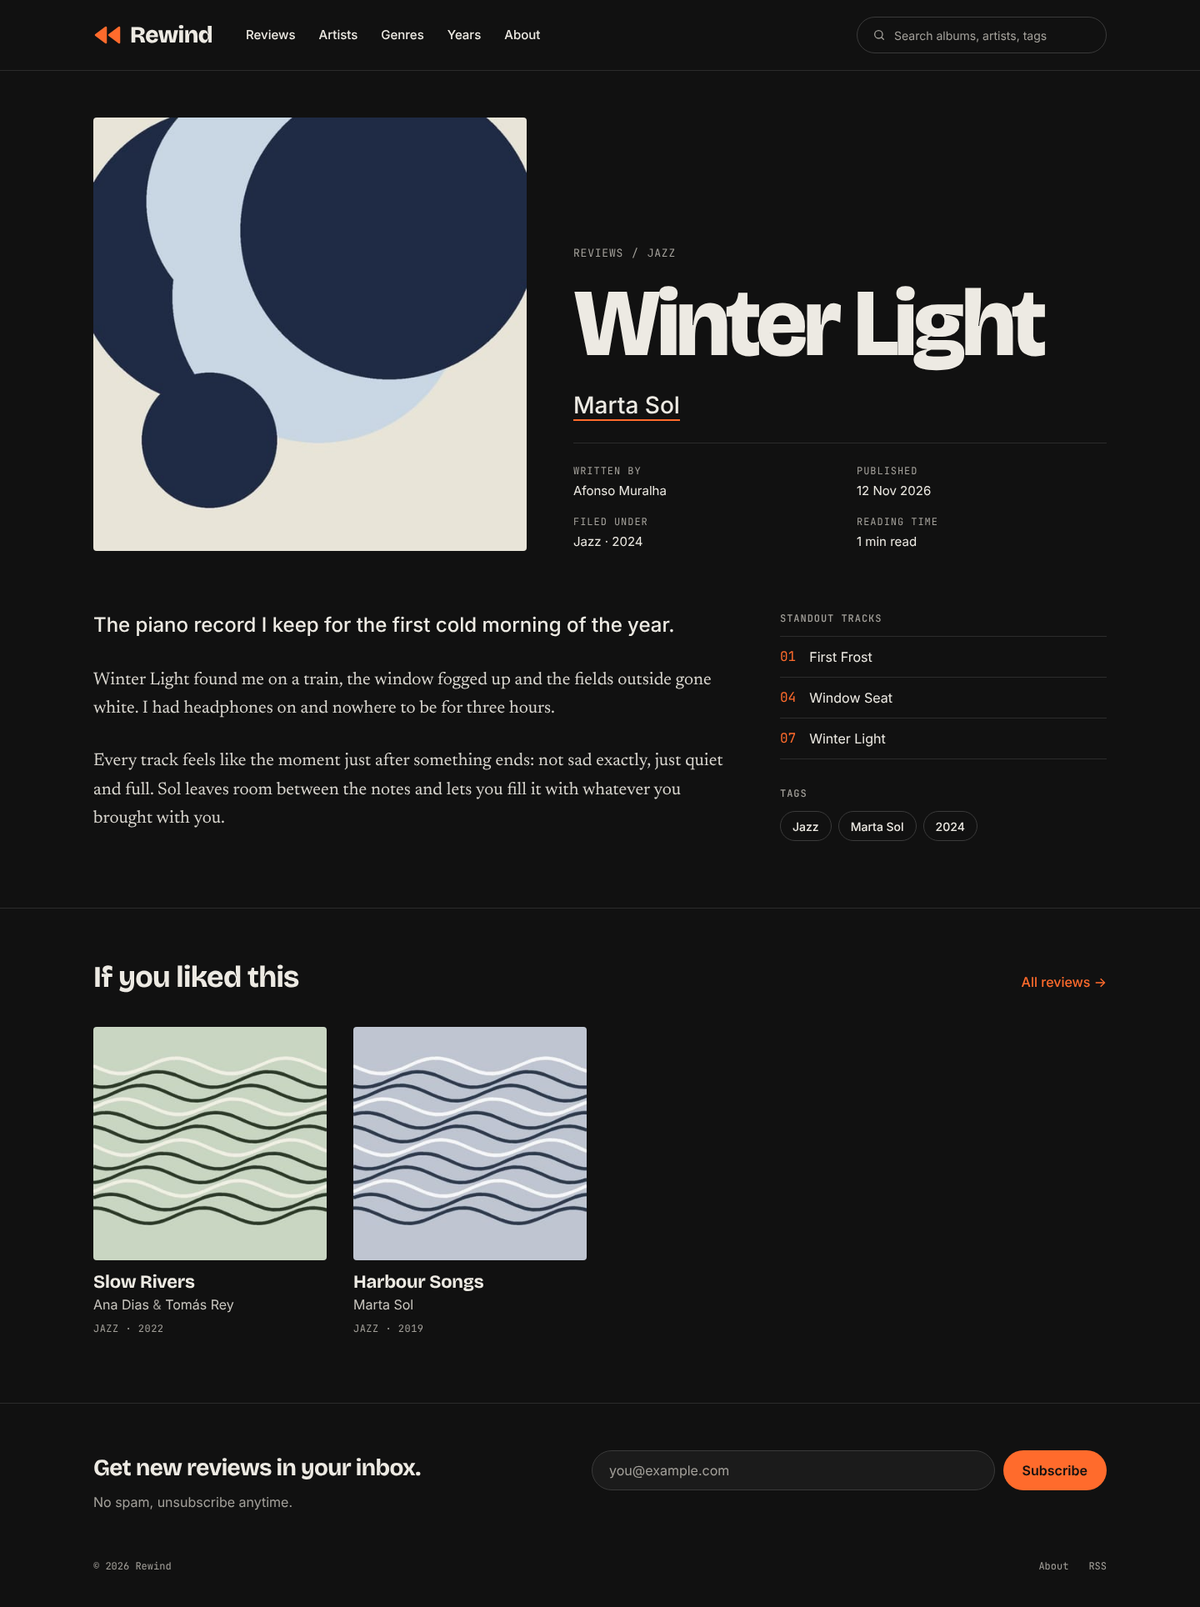 Rewind
Reviews
Artists
Genres
Years
About
Search albums, artists, tags
REVIEWS / JAZZ
Winter Light
Marta Sol
WRITTEN BY
Afonso Muralha
PUBLISHED
12 Nov 2026
FILED UNDER
Jazz · 2024
READING TIME
1 min read
The piano record I keep for the first cold morning of the year.
Winter Light found me on a train, the window fogged up and the fields outside gone
white. I had headphones on and nowhere to be for three hours.
Every track feels like the moment just after something ends: not sad exactly, just quiet
and full. Sol leaves room between the notes and lets you fill it with whatever you
brought with you.
STANDOUT TRACKS
01 First Frost
04 Window Seat
07 Winter Light
TAGS
Jazz
Marta Sol
2024
If you liked this
All reviews →
Slow Rivers
Ana Dias & Tomás Rey
JAZZ · 2022
Harbour Songs
Marta Sol
JAZZ · 2019
Get new reviews in your inbox.
No spam, unsubscribe anytime.
you@example.com
Subscribe
© 2026 Rewind
About
RSS